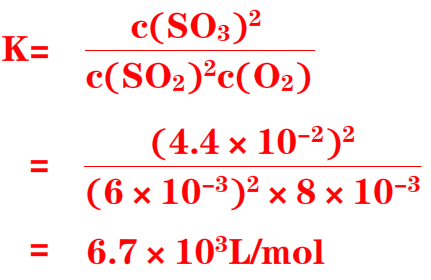 K= c(SO₃)² / c(SO₂)²c(O₂)
= (4.4 × 10⁻²)² / (6 × 10⁻³)² × 8 × 10⁻³
= 6.7 × 10³L/mol